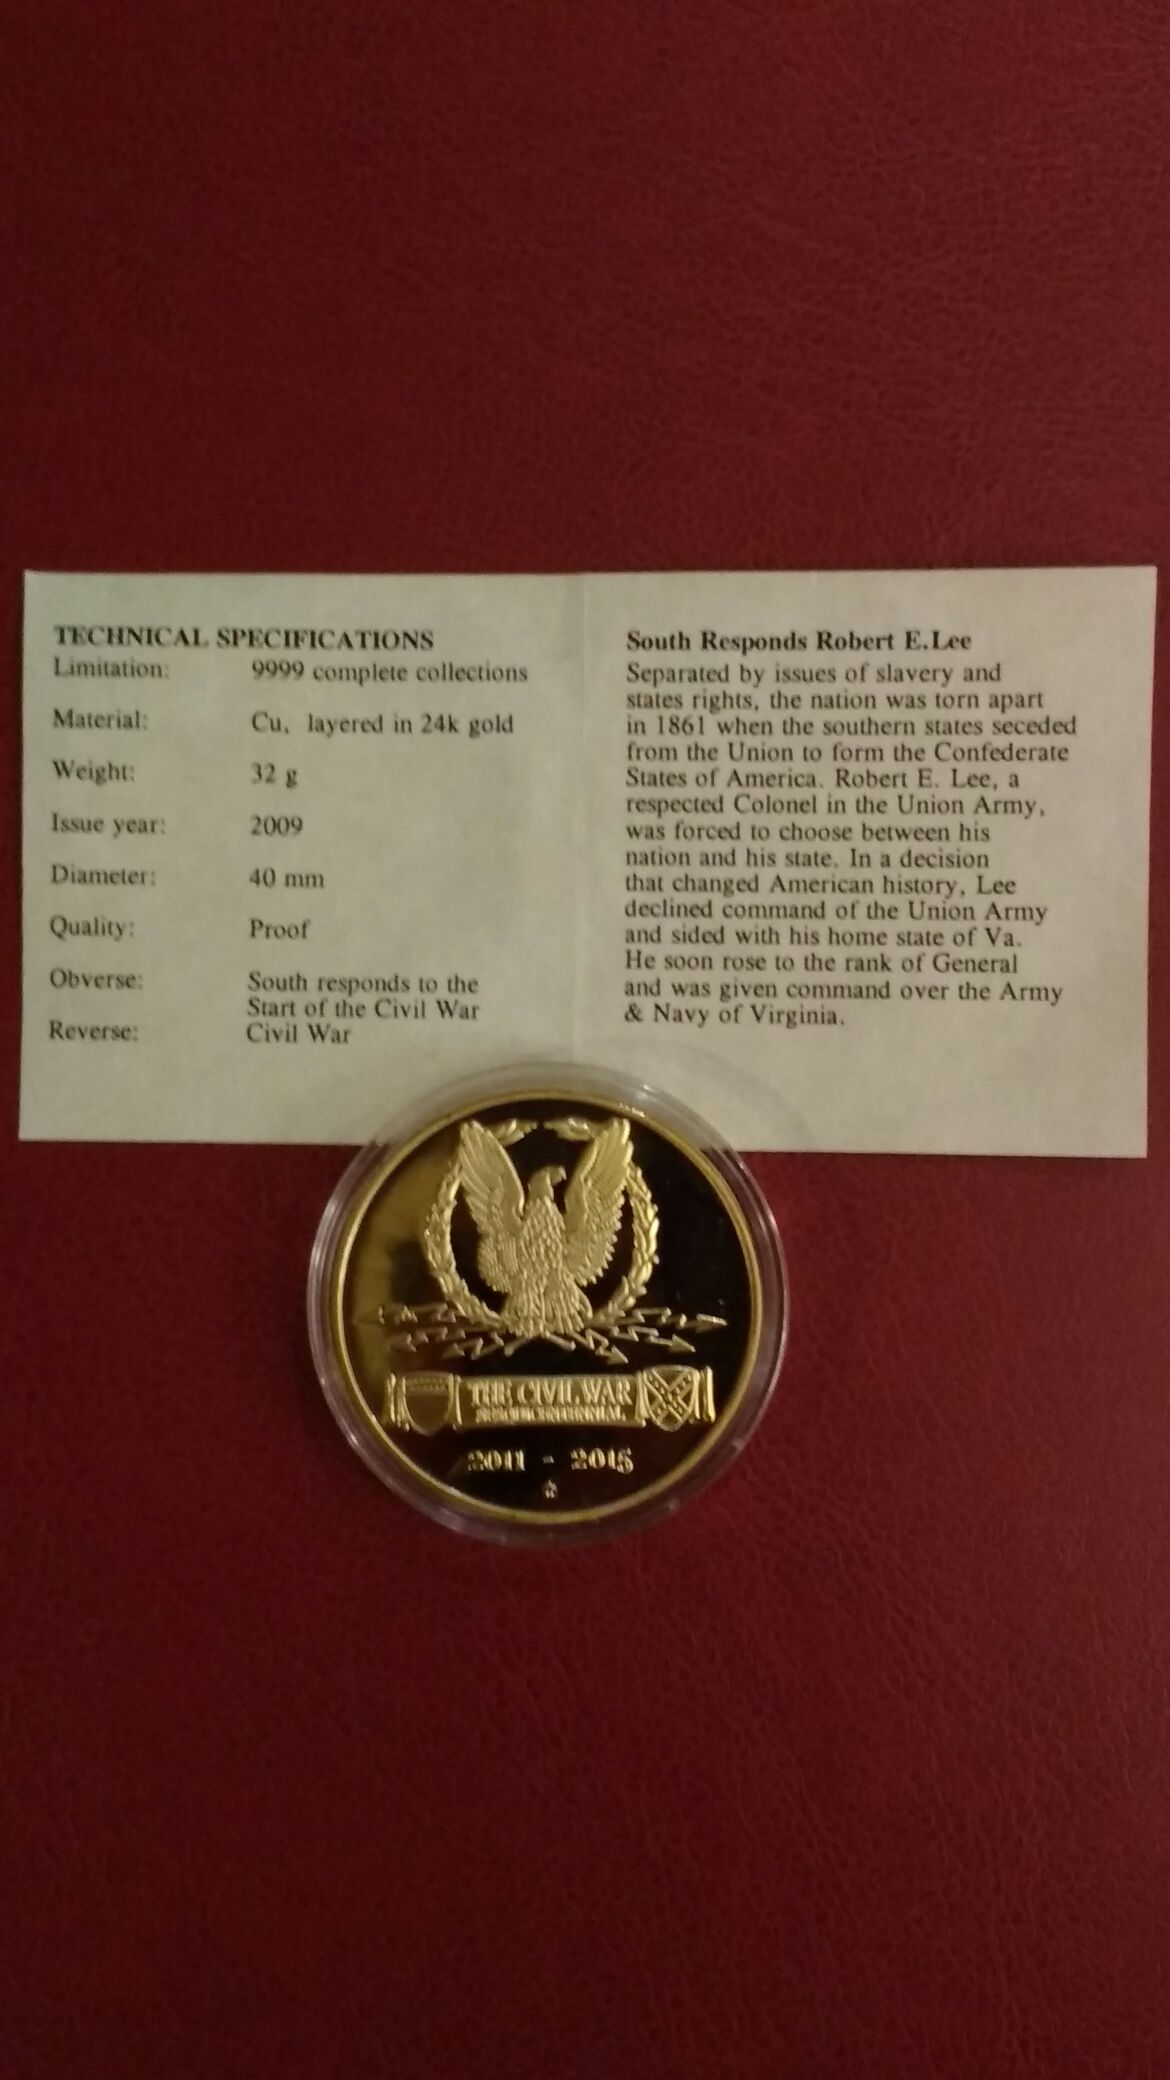 TECHNICAL SPECIFICATIONS
Limitation: 9999 complete collections
Material: Cu, layered in 24k gold
Weight: 32 g
Issue year: 2009
Diameter: 40 mm
Quality: Proof
Obverse: South responds to the
Start of the Civil War
Reverse: Civil War
South Responds Robert E.Lee
Separated by issues of slavery and
states rights, the nation was torn apart
in 1861 when the southern states seceded
from the Union to form the Confederate
States of America. Robert E. Lee, a
respected Colonel in the Union Army,
was forced to choose between his
nation and his state. In a decision
that changed American history, Lee
declined command of the Union Army
and sided with his home state of Va.
He soon rose to the rank of General
and was given command over the Army
& Navy of Virginia.
THE CIVIL WAR
SESQUICENTENNIAL
2011 - 2015